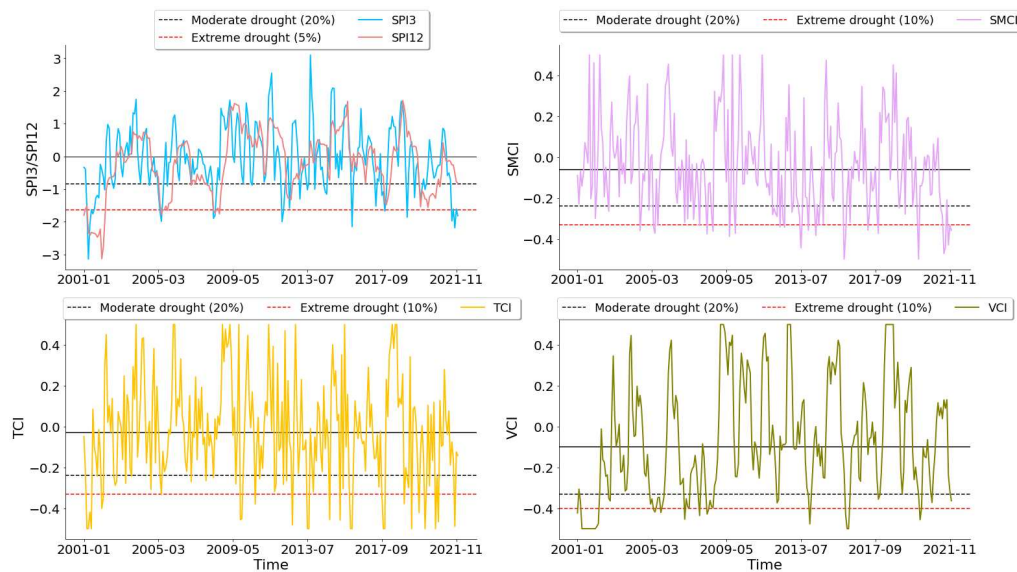 Moderate drought (20%) SPI3
Extreme drought (5%) SPI12
SPI3/SPI12
3
2
1
0
−1
−2
−3
2001-01 2005-03 2009-05 2013-07 2017-09 2021-11
Moderate drought (20%) Extreme drought (10%) SMCI
SMCI
0.4
0.2
0.0
−0.2
−0.4
2001-01 2005-03 2009-05 2013-07 2017-09 2021-11
Moderate drought (20%) Extreme drought (10%) TCI
TCI
0.4
0.2
0.0
−0.2
−0.4
2001-01 2005-03 2009-05 2013-07 2017-09 2021-11
Time
Moderate drought (20%) Extreme drought (10%) VCI
VCI
0.4
0.2
0.0
−0.2
−0.4
2001-01 2005-03 2009-05 2013-07 2017-09 2021-11
Time